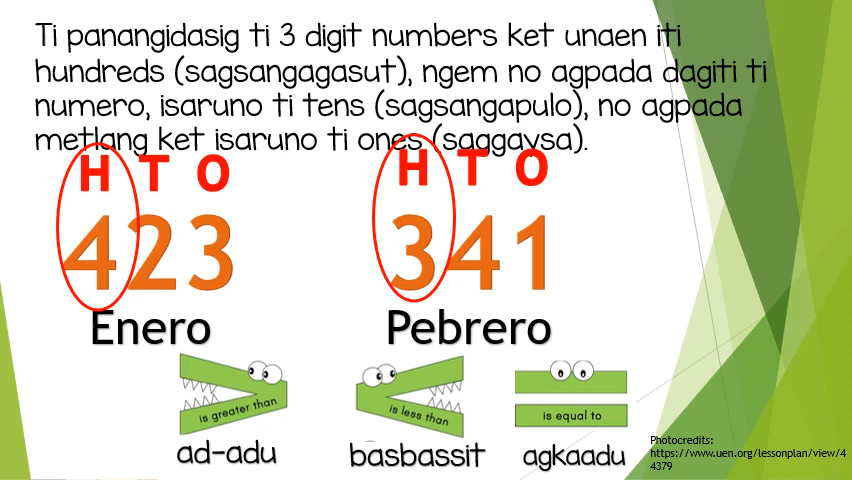 Ti panangidasig ti 3 digit numbers ket unaen iti
hundreds (sagsangagasut), ngem no agpada dagiti ti
numero, isaruno ti tens (sagsangapulo), no agpada
metlang ket isaruno ti ones (saggaysa).
H T O
423
Enero
H T O
341
Pebrero
is greater than
ad-adu
is less than
basbassit
is equal to
agkaadu
Photocredits:
https://www.uen.org/lessonplan/view/4
4379